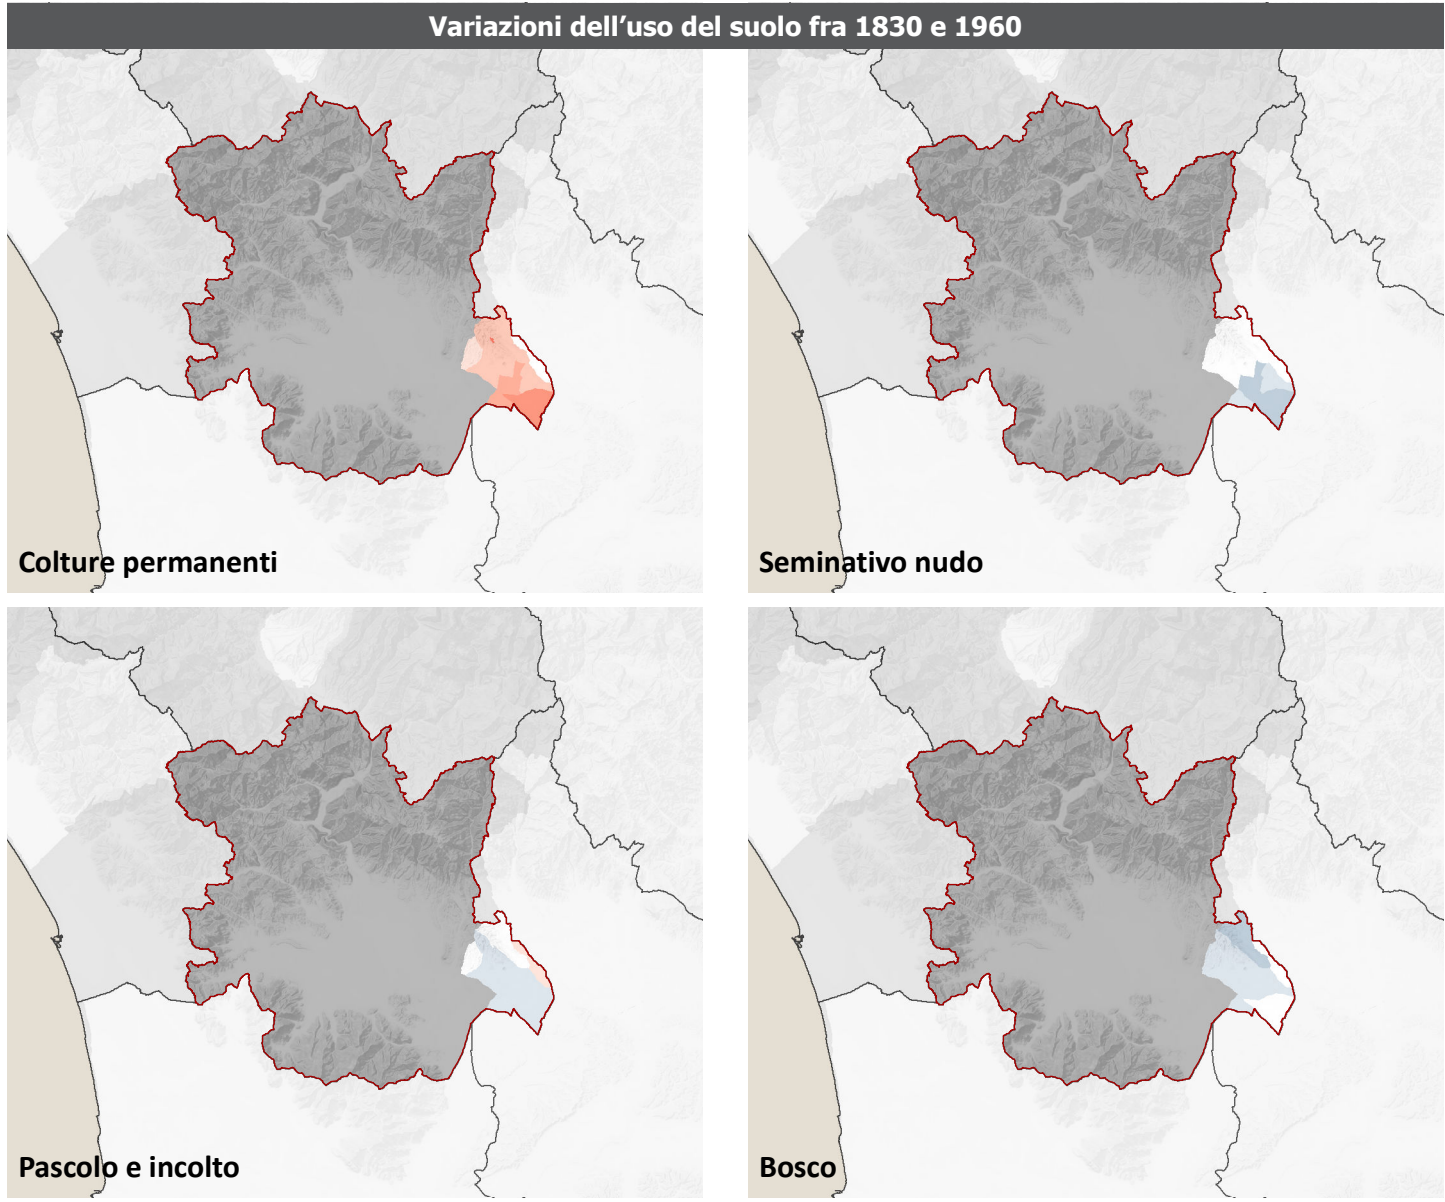 Variazioni dell’uso del suolo fra 1830 e 1960
Colture permanenti
Seminativo nudo
Pascolo e incolto
Bosco